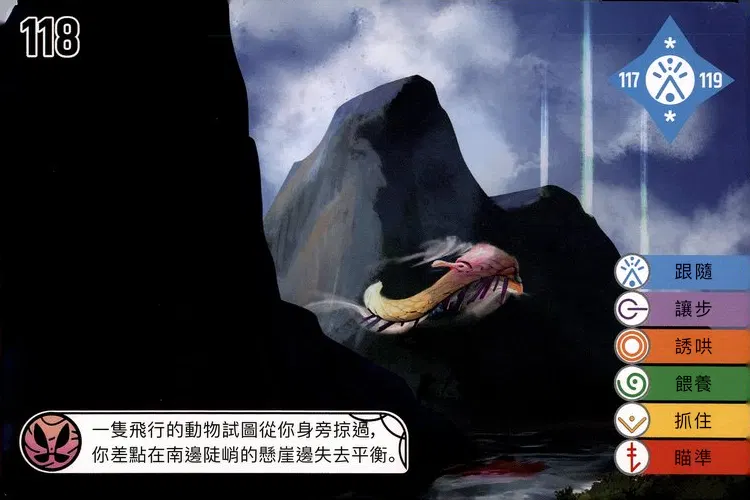 118
*
117 119
*
跟隨
讓步
誘哄
餵養
抓住
瞄準
一隻飛行的動物試圖從你身旁掠過,
你差點在南邊陡峭的懸崖邊失去平衡。